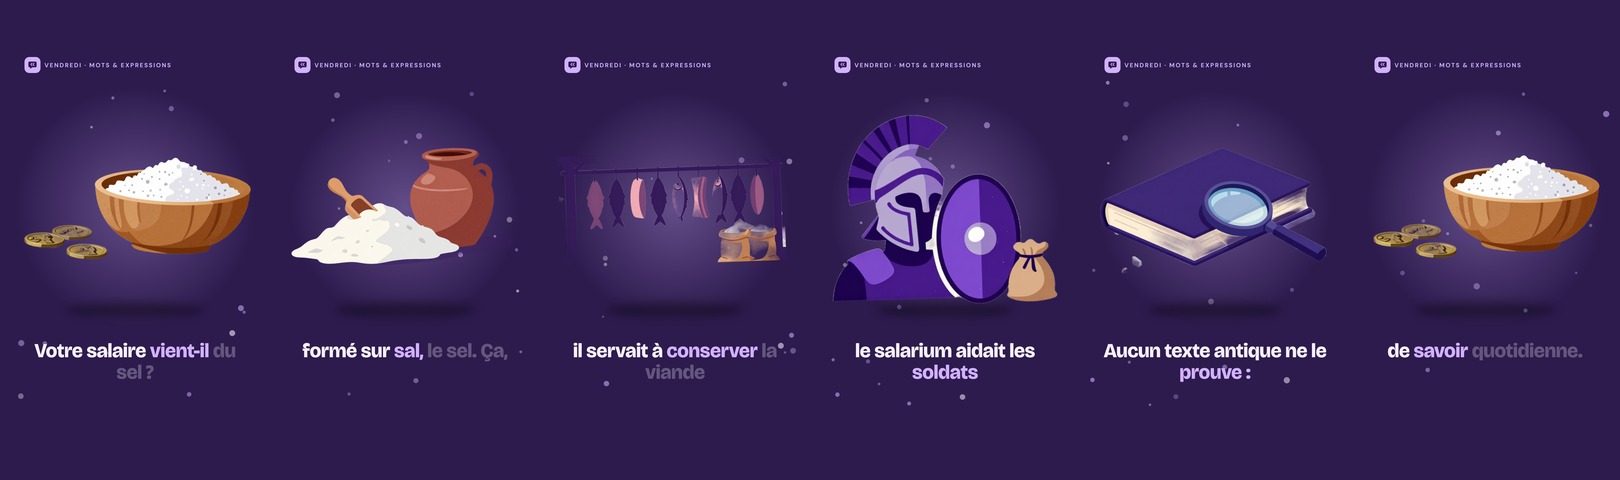 VENDREDI · MOTS & EXPRESSIONS
Votre salaire vient-il du
sel ?
VENDREDI · MOTS & EXPRESSIONS
formé sur sal, le sel. Ça,
VENDREDI · MOTS & EXPRESSIONS
il servait à conserver la
viande
VENDREDI · MOTS & EXPRESSIONS
le salarium aidait les
soldats
VENDREDI · MOTS & EXPRESSIONS
Aucun texte antique ne le
prouve :
VENDREDI · MOTS & EXPRESSIONS
de savoir quotidienne.